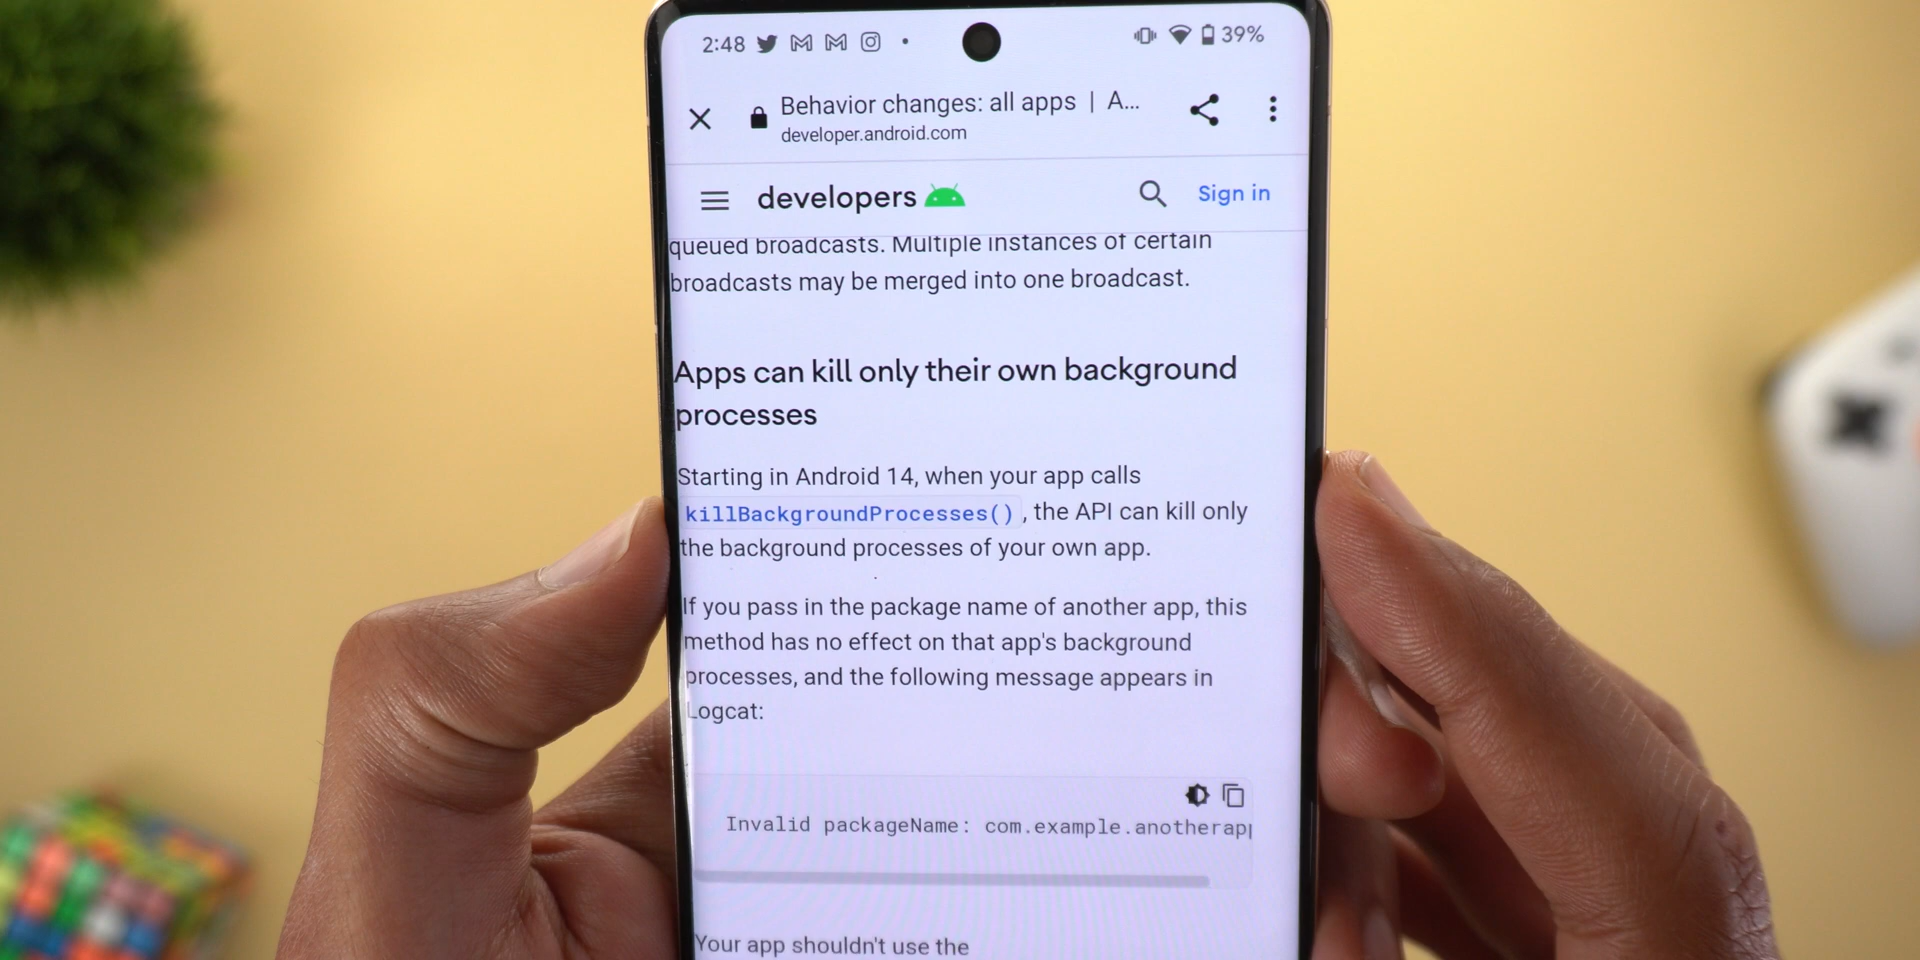 2:48
39%
Behavior changes: all apps | A...
developer.android.com
developers
Sign in
queued broadcasts. Multiple instances of certain
broadcasts may be merged into one broadcast.
Apps can kill only their own background
processes
Starting in Android 14, when your app calls
killBackgroundProcesses(), the API can kill only
the background processes of your own app.
If you pass in the package name of another app, this
method has no effect on that app's background
processes, and the following message appears in
Logcat:
Invalid packageName: com.example.anotherapp
Your app shouldn't use the